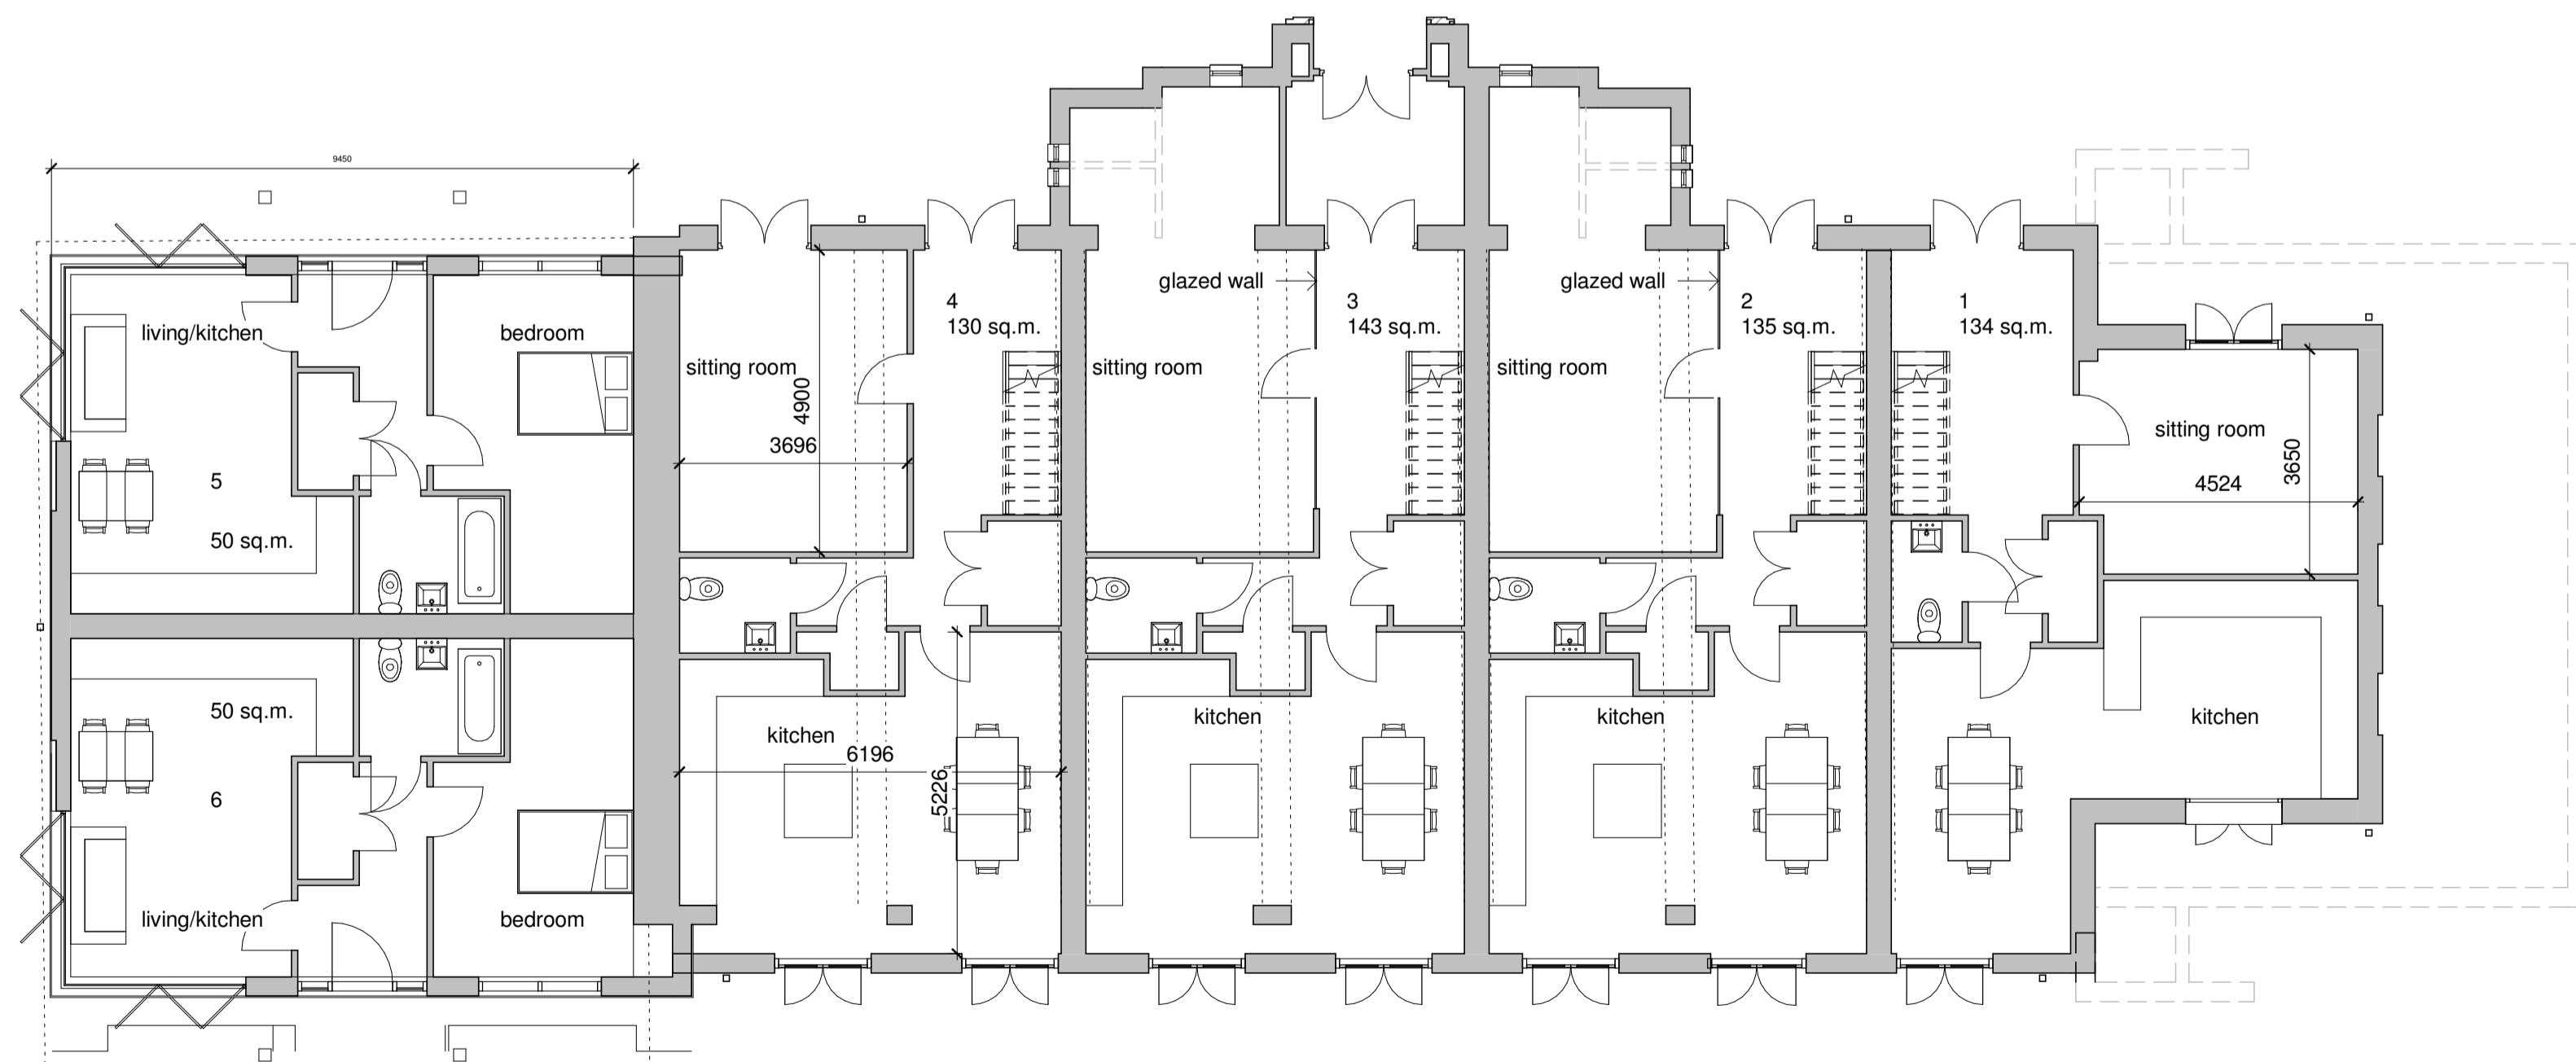 9450
glazed wall
glazed wall
4
130 sq.m.
3
143 sq.m.
2
135 sq.m.
1
134 sq.m.
living/kitchen
bedroom
sitting room
sitting room
sitting room
4900
3696
sitting room
3650
4524
5
50 sq.m.
50 sq.m.
6
kitchen
kitchen
kitchen
kitchen
6196
5226
living/kitchen
bedroom